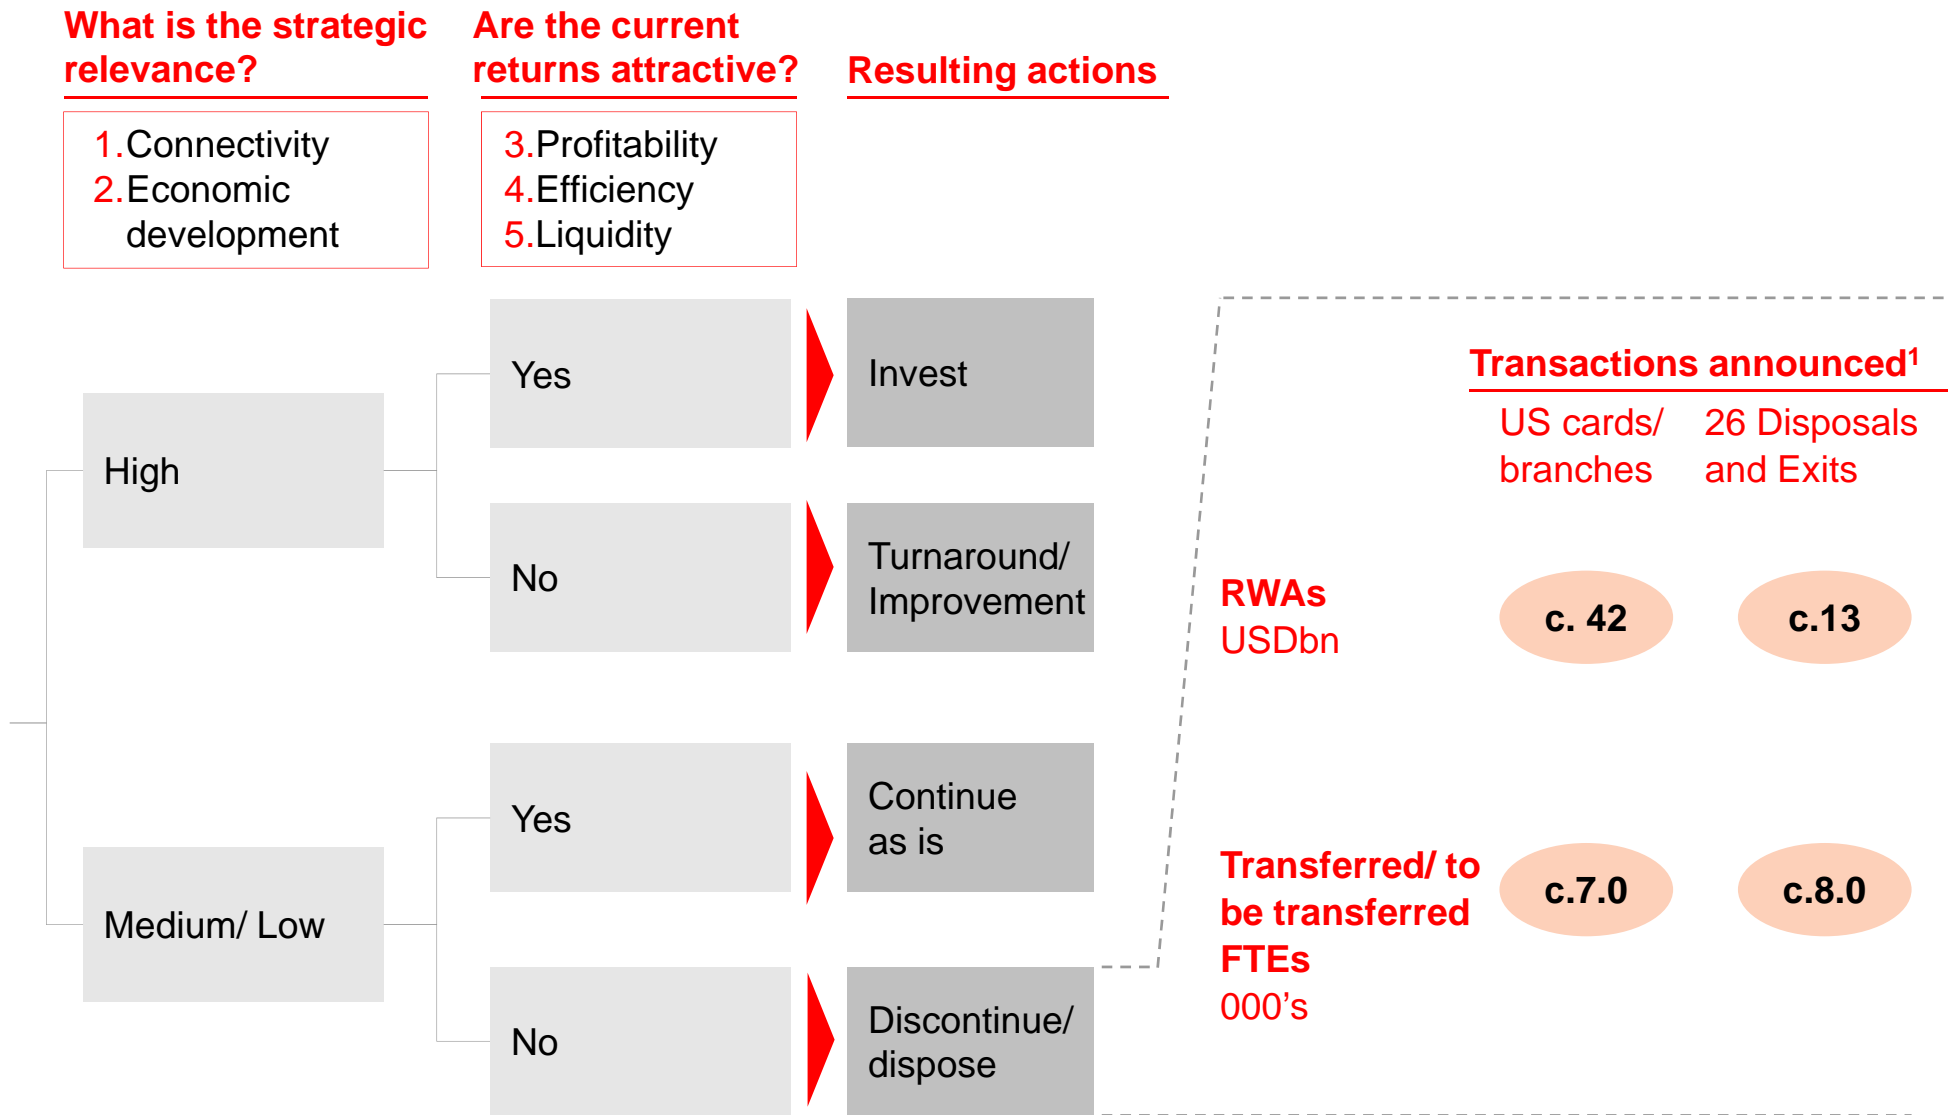 What is the strategic
relevance?
Are the current
returns attractive?
Resulting actions
1.Connectivity
2.Economic
development
3.Profitability
4.Efficiency
5.Liquidity
High
Yes
Invest
No
Turnaround/
Improvement
Medium/ Low
Yes
Continue
as is
No
Discontinue/
dispose
Transactions announced¹
US cards/
branches
26 Disposals
and Exits
RWAs
USDbn
c. 42
c.13
Transferred/ to
be transferred
FTEs
000’s
c.7.0
c.8.0